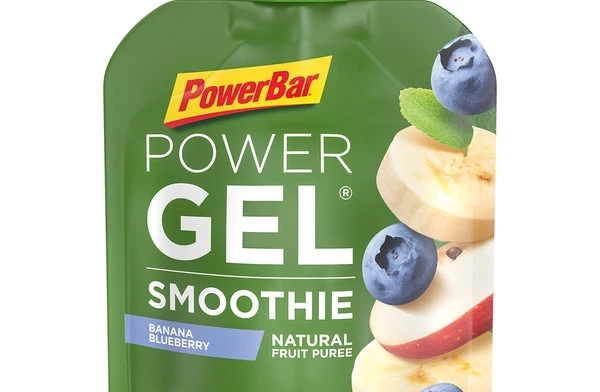 PowerBar
POWER
GEL®
SMOOTHIE
BANANA
BLUEBERRY
NATURAL
FRUIT PUREE